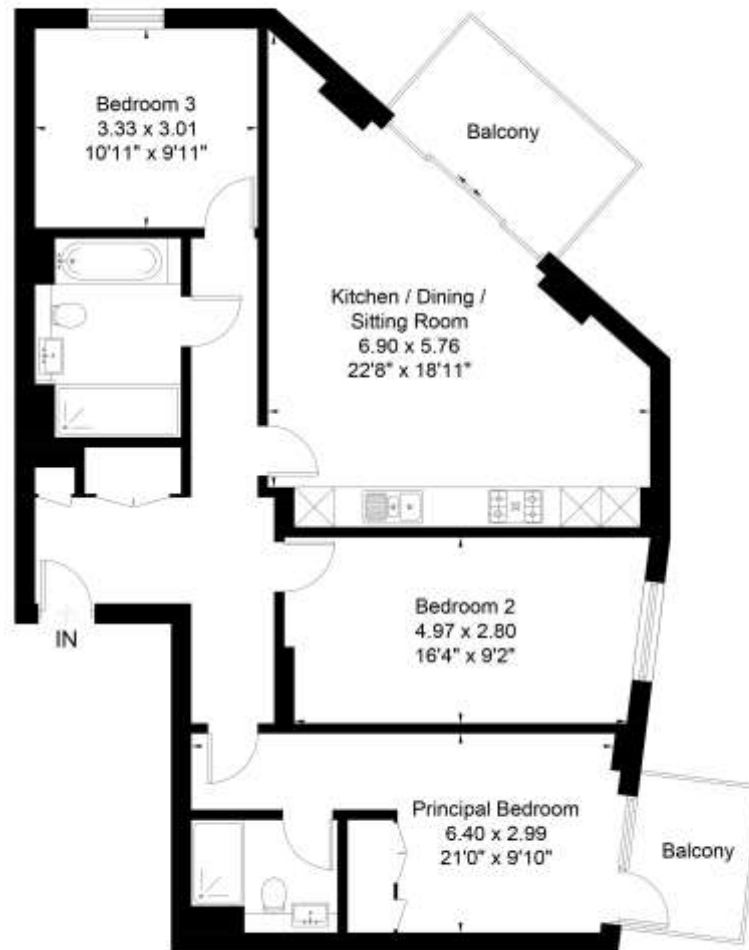 Bedroom 3
3.33 x 3.01
10'11" x 9'11"
Balcony
Kitchen / Dining /
Sitting Room
6.90 x 5.76
22'8" x 18'11"
IN
Bedroom 2
4.97 x 2.80
16'4" x 9'2"
Principal Bedroom
6.40 x 2.99
21'0" x 9'10"
Balcony